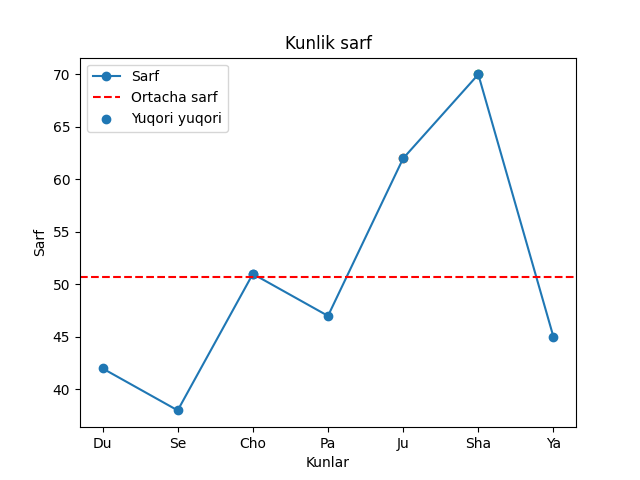 Kunlik sarf
Sarf
Ortacha sarf
Yuqori yuqori
70
65
60
55
50
45
40
Sarf
Du Se Cho Pa Ju Sha Ya
Kunlar